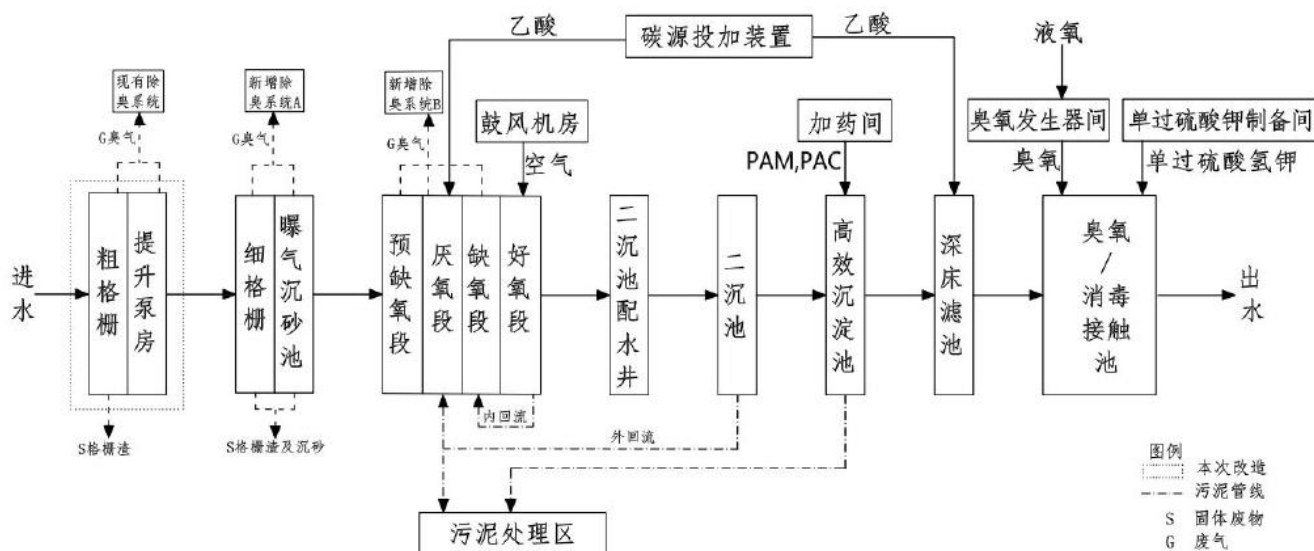 乙酸
碳源投加装置
乙酸
液氧
现有除
臭系统
新增除
臭系统A
新增除
臭系统B
鼓风机房
加药间
臭氧发生器间
单过硫酸钾制备间
G臭气
G臭气
G臭气
空气
PAM,PAC
臭氧
单过硫酸氢钾
进水
粗格栅
提升泵房
细格栅
曝气沉砂池
预缺氧段
厌氧段
缺氧段
好氧段
二沉池配水井
二沉池
高效沉淀池
深床滤池
臭氧
/
消毒
接触
池
出水
内回流
外回流
S格栅渣
S格栅渣及沉砂
污泥处理区
图例
本次改造
污泥管线
S 固体废物
G 废气